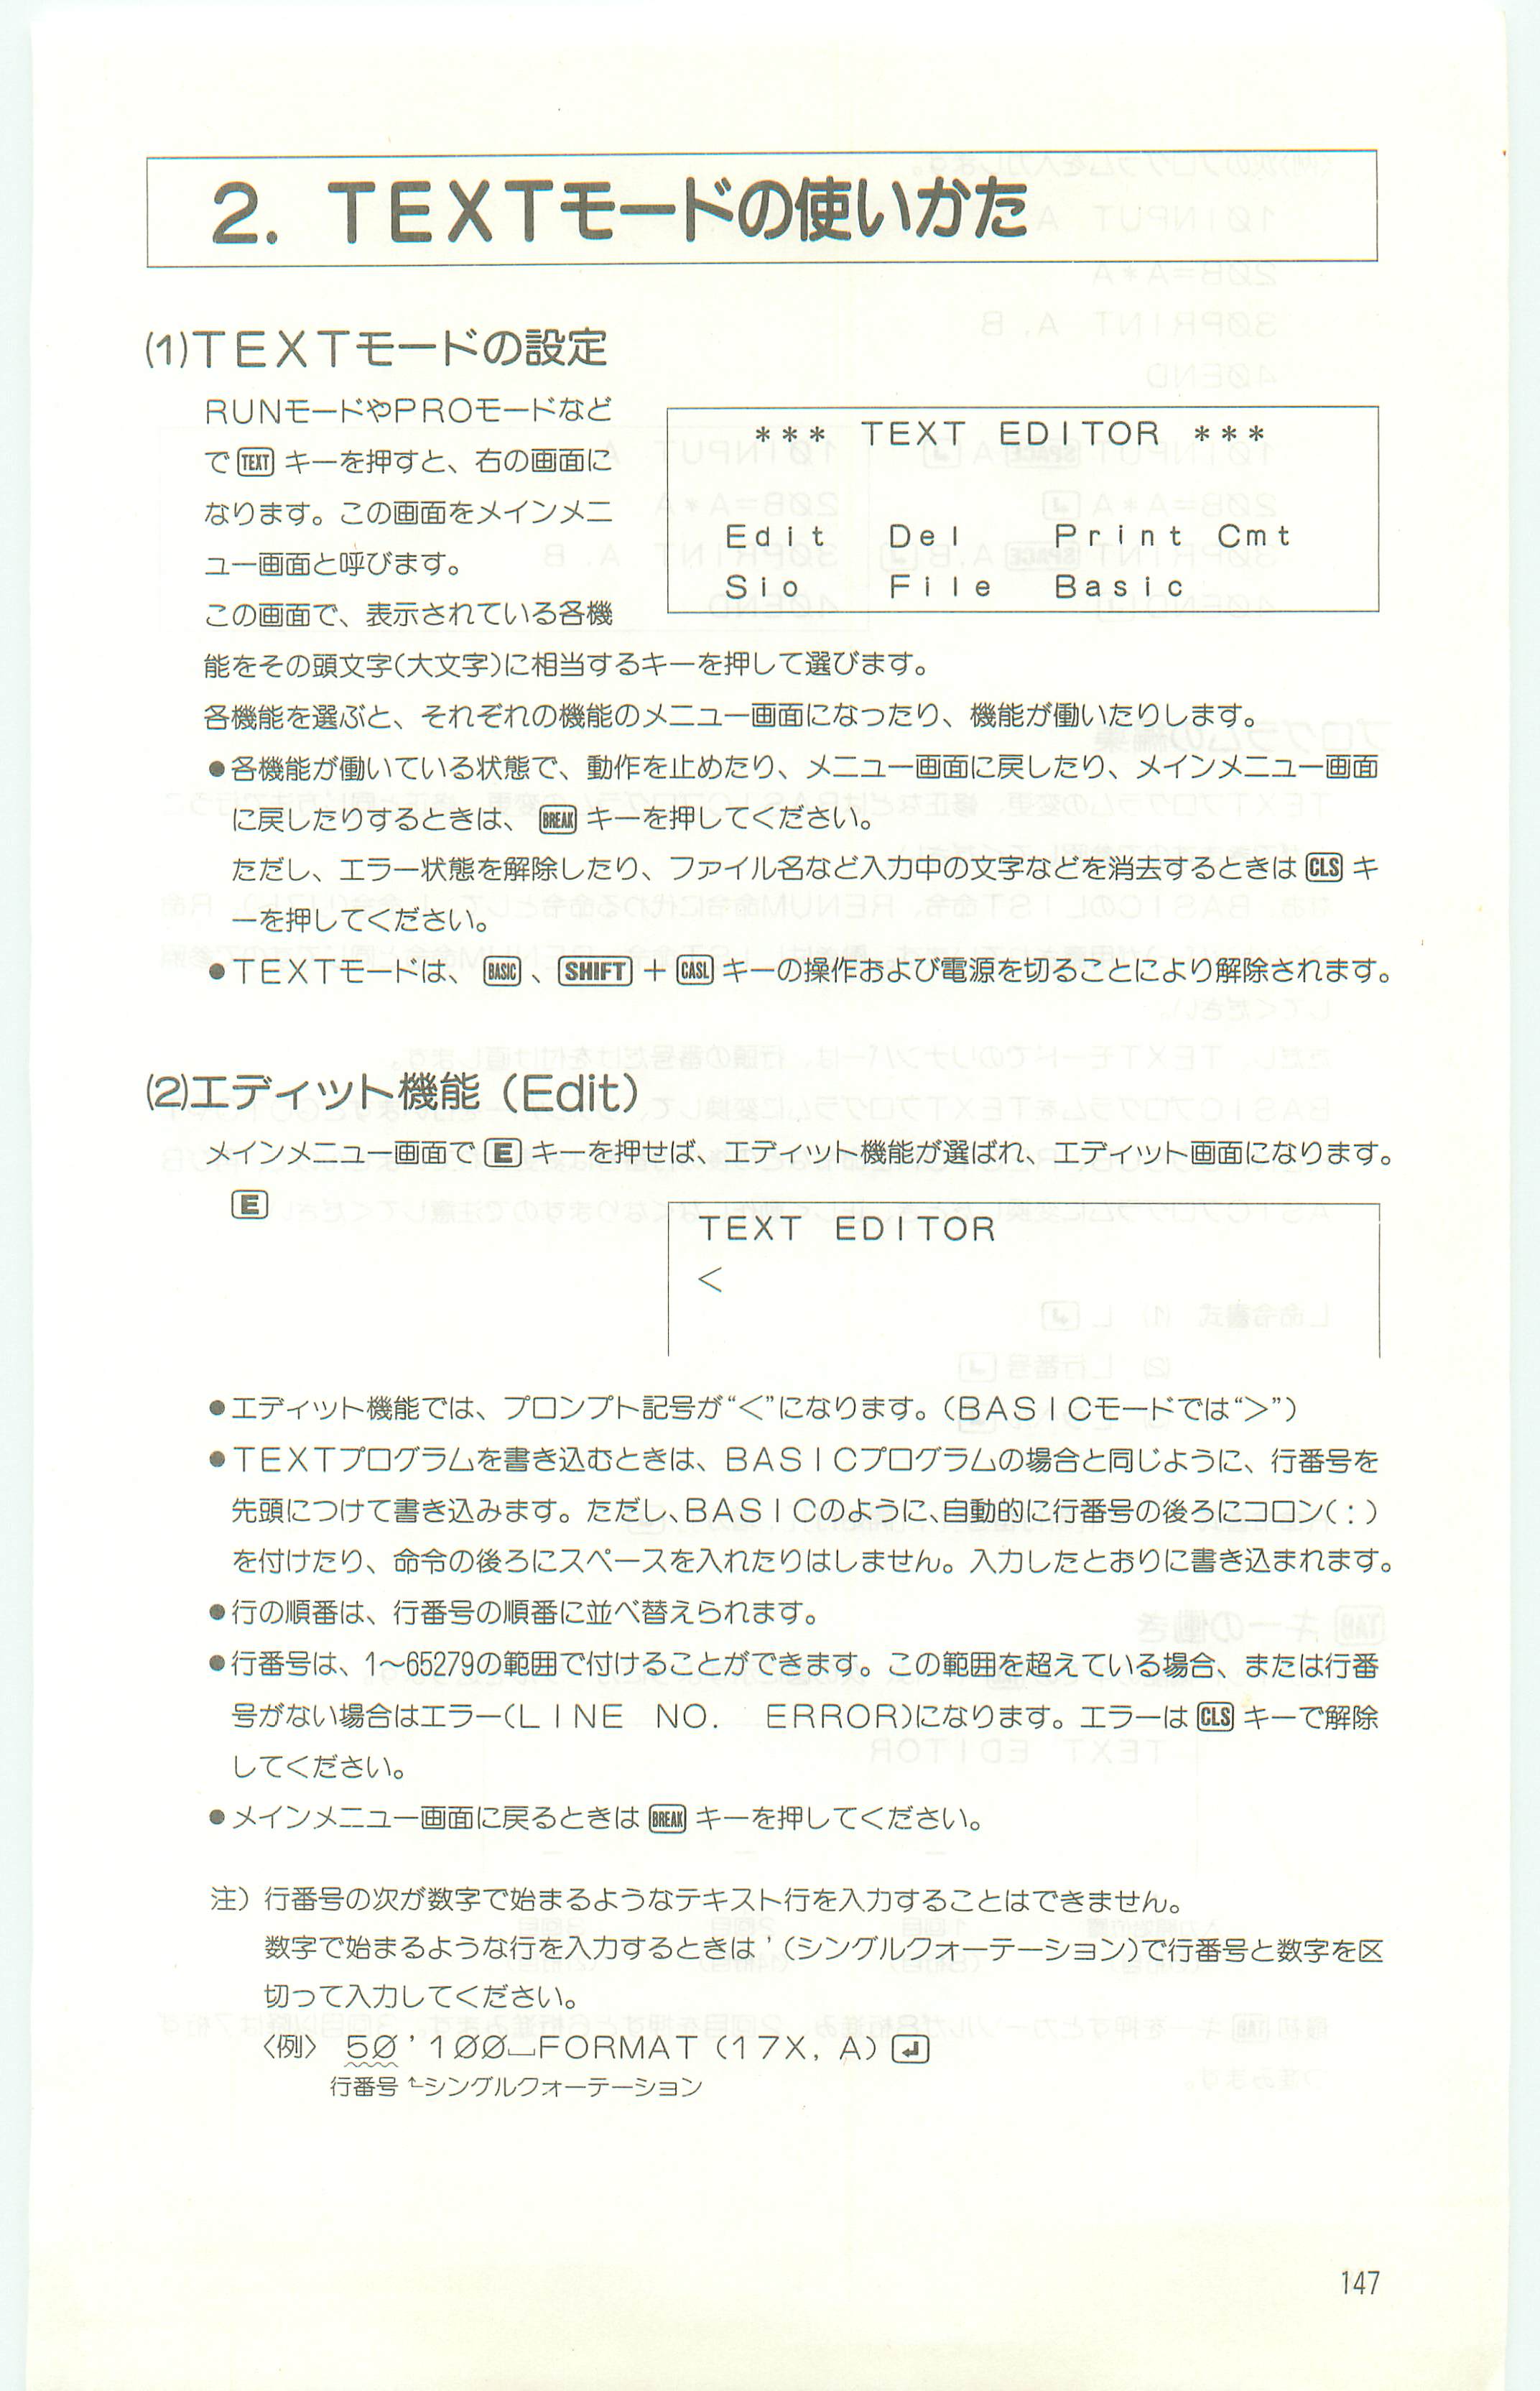 2. TEXTモードの使いかた
(1)TEXTモードの設定
RUNモードやPROモードなど
で TEXT キーを押すと、右の画面に
なります。この画面をメインメニ
ュー画面と呼びます。
この画面で、表示されている各機
*** TEXT EDITOR ***
Edit Del Print Cmt
Sio File Basic
能をその頭文字(大文字)に相当するキーを押して選びます。
各機能を選ぶと、それぞれの機能のメニュー画面になったり、機能が働いたりします。
●各機能が働いている状態で、動作を止めたり、メニュー画面に戻したり、メインメニュー画面
に戻したりするときは、 BREAK キーを押してください。
ただし、エラー状態を解除したり、ファイル名など入力中の文字などを消去するときは CLS キ
ーを押してください。
●TEXTモードは、 BASIC 、 SHIFT + CASL キーの操作および電源を切ることにより解除されます。
(2)エディット機能（Edit）
メインメニュー画面で E キーを押せば、エディット機能が選ばれ、エディット画面になります。
E
TEXT EDITOR
<
●エディット機能では、プロンプト記号が“<”になります。（BASICモードでは“>”）
●TEXTプログラムを書き込むときは、BASICプログラムの場合と同じように、行番号を
先頭につけて書き込みます。ただし、BASICのように、自動的に行番号の後ろにコロン(：)
を付けたり、命令の後ろにスペースを入れたりはしません。入力したとおりに書き込まれます。
●行の順番は、行番号の順番に並べ替えられます。
●行番号は、1～65279の範囲で付けることができます。この範囲を超えている場合、または行番
号がない場合はエラー(LINE NO. ERROR)になります。エラーは CLS キーで解除
してください。
●メインメニュー画面に戻るときは BREAK キーを押してください。
注）行番号の次が数字で始まるようなテキスト行を入力することはできません。
数字で始まるような行を入力するときは ' (シングルクォーテーション)で行番号と数字を区
切って入力してください。
〈例〉 50 ' 100␣FORMAT (17X, A) ↵
行番号 シングルクォーテーション
147